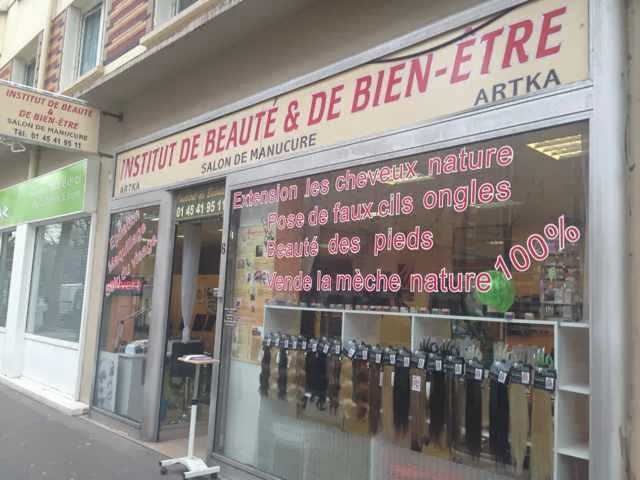 INSTITUT DE BEAUTÉ
&
DE BIEN-ÊTRE
SALON DE MANUCURE
Tél. 01 45 41 95 11
INSTITUT DE BEAUTÉ & DE BIEN-ÊTRE
ARTKA
SALON DE MANUCURE
ARTKA
01 45 41 95 11
Extension les cheveux nature
Pose de faux cils ongles
Beauté des pieds
Vende la mèche nature 100%